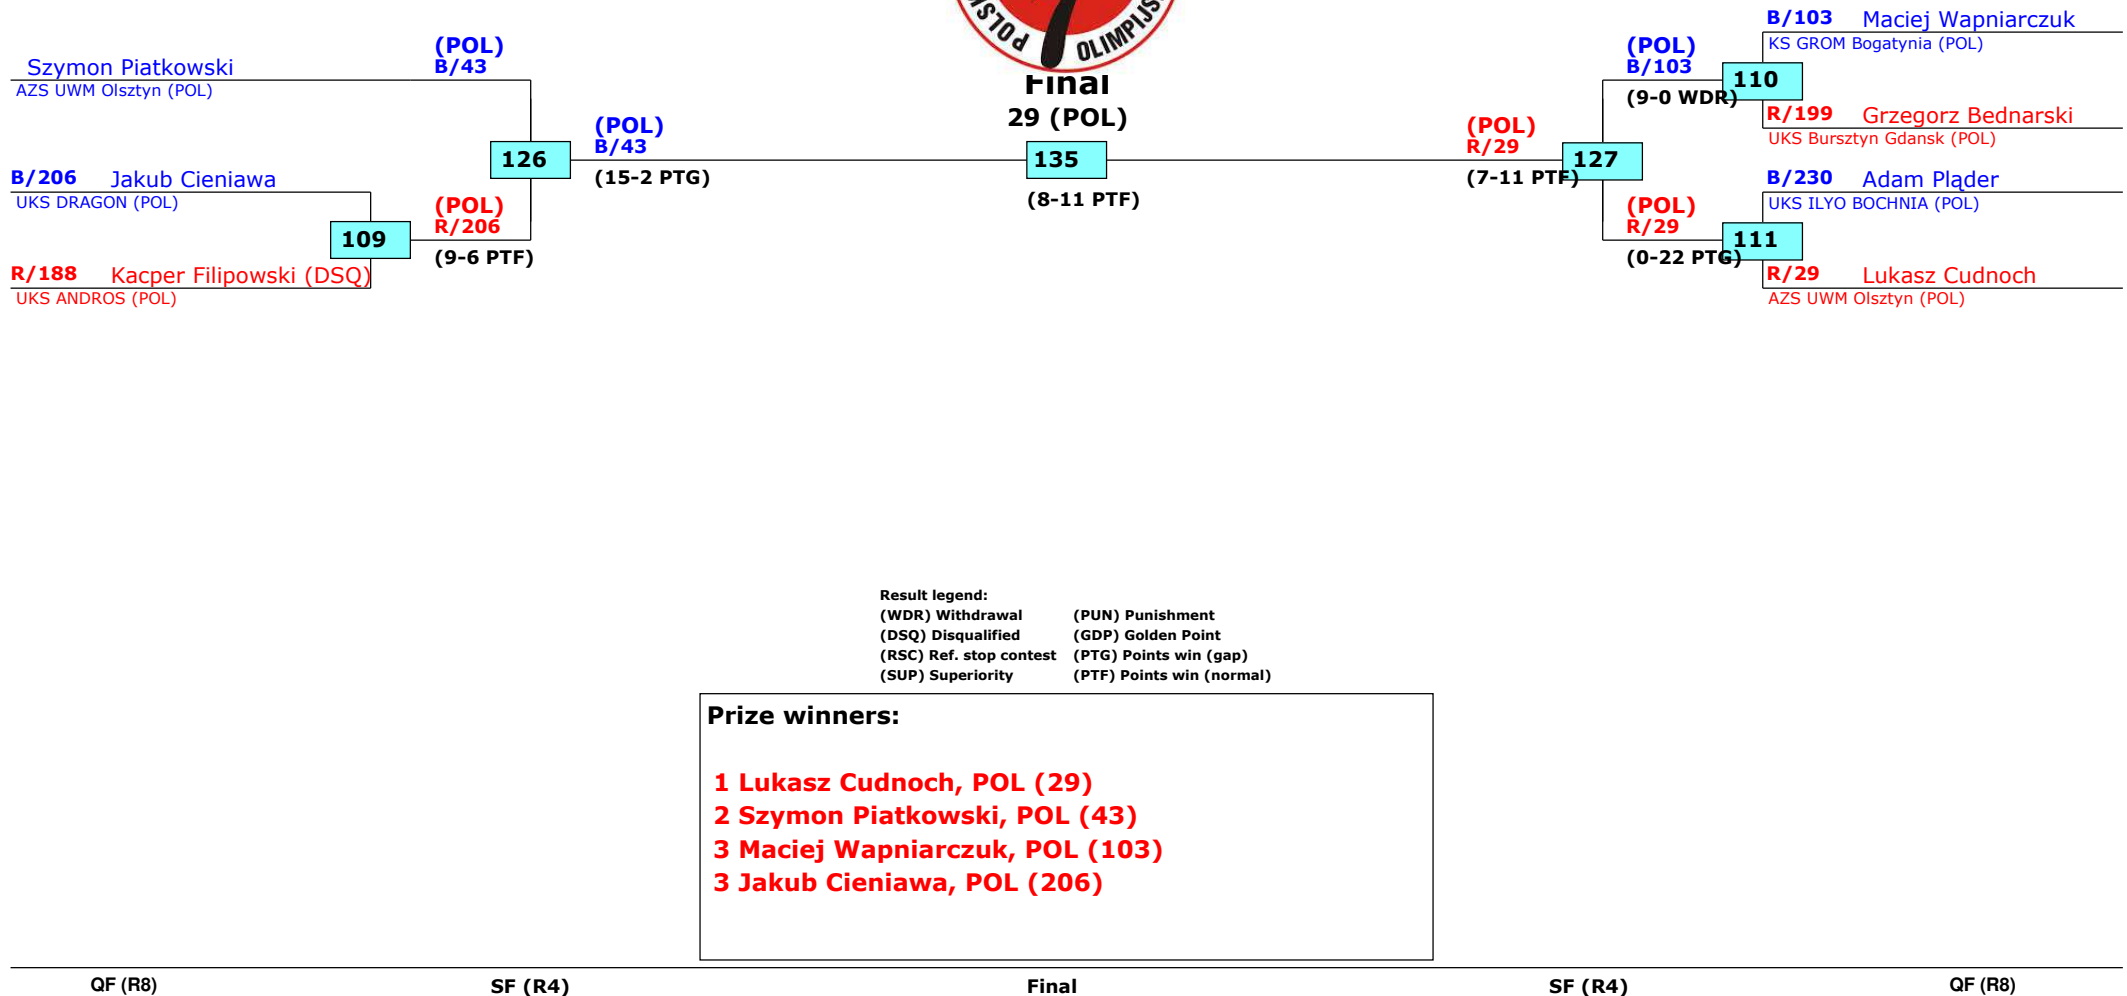 POLSK OLIMPIJS
Final
29 (POL)
135
(8-11 PTF)
Szymon Piatkowski
AZS UWM Olsztyn (POL)
(POL)
B/43
B/206 Jakub Cieniawa
UKS DRAGON (POL)
109
R/188 Kacper Filipowski (DSQ)
UKS ANDROS (POL)
(POL)
R/206
(9-6 PTF)
126
(POL)
B/43
(15-2 PTG)
(POL)
R/29
(7-11 PTF)
127
(POL)
B/103
(9-0 WDR)
110
B/103 Maciej Wapniarczuk
KS GROM Bogatynia (POL)
R/199 Grzegorz Bednarski
UKS Bursztyn Gdansk (POL)
(POL)
R/29
(0-22 PTG)
111
B/230 Adam Pląder
UKS ILYO BOCHNIA (POL)
R/29 Lukasz Cudnoch
AZS UWM Olsztyn (POL)
Result legend:
(WDR) Withdrawal (PUN) Punishment
(DSQ) Disqualified (GDP) Golden Point
(RSC) Ref. stop contest (PTG) Points win (gap)
(SUP) Superiority (PTF) Points win (normal)
Prize winners:
1 Lukasz Cudnoch, POL (29)
2 Szymon Piatkowski, POL (43)
3 Maciej Wapniarczuk, POL (103)
3 Jakub Cieniawa, POL (206)
QF (R8) SF (R4) Final SF (R4) QF (R8)